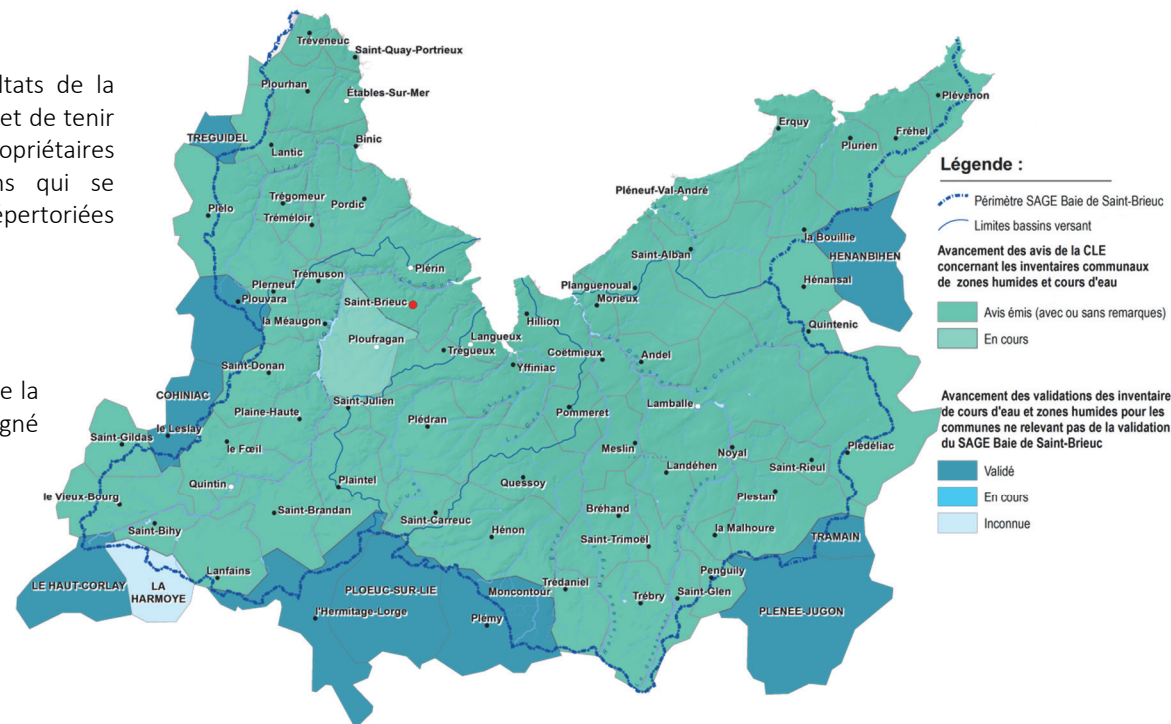 tats de la
et de tenir
opriétaires
ns qui se
épertoriées
e la
gné
Tréveneuc
Saint-Quay-Portrieux
Plourhan
Étables-Sur-Mer
TREGUIDEL
Lantic
Binic
Trégomeur
Pordic
Plélo
Tréméloir
Plérin
Trémuson
Plerneuf
Plouvara
Saint-Brieuc
la Méaugon
Ploufragan
Langueux
Trégueux
Hillion
Yffiniac
Saint-Donan
COHINIAC
Saint-Julien
Plaine-Haute
Plédran
le Leslay
Saint-Gildas
le Fœil
Quintin
Plaintel
le Vieux-Bourg
Saint-Brandan
Saint-Bihy
Saint-Carreuc
Lanfains
LE HAUT-CORLAY
LA
HARMOYE
PLOEUC-SUR-LIE
l'Hermitage-Lorge
Plémy
Moncontour
Plévenon
Erquy
Fréhel
Plurien
Pléneuf-Val-André
la Bouillie
HENANBIHEN
Saint-Alban
Hénansal
Planguenoual
Morieux
Quintenic
Coëtmieux
Andel
Lamballe
Pommeret
Meslin
Noyal
Plédéliac
Landéhen
Saint-Rieul
Quessoy
Plestan
Bréhand
la Malhoure
Hénon
Saint-Trimoël
TRAMAIN
Penguily
Trédaniel
Saint-Glen
Trébry
PLENEE-JUGON
Légende :
Périmètre SAGE Baie de Saint-Brieuc
Limites bassins versant
Avancement des avis de la CLE
concernant les inventaires communaux
de zones humides et cours d'eau
Avis émis (avec ou sans remarques)
En cours
Avancement des validations des inventaire
de cours d'eau et zones humides pour les
communes ne relevant pas de la validation
du SAGE Baie de Saint-Brieuc
Validé
En cours
Inconnue